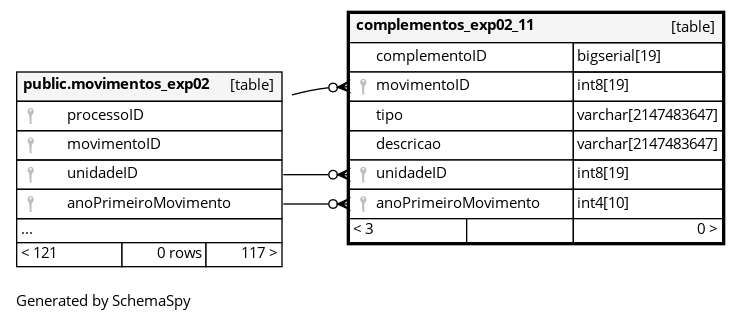 complementos_exp02_11 [table]
complementoID bigserial[19]
movimentoID int8[19]
tipo varchar[2147483647]
descricao varchar[2147483647]
unidadeID int8[19]
anoPrimeiroMovimento int4[10]
< 3 0 >
public.movimentos_exp02 [table]
processoID
movimentoID
unidadeID
anoPrimeiroMovimento
...
< 121 0 rows 117 >
Generated by SchemaSpy